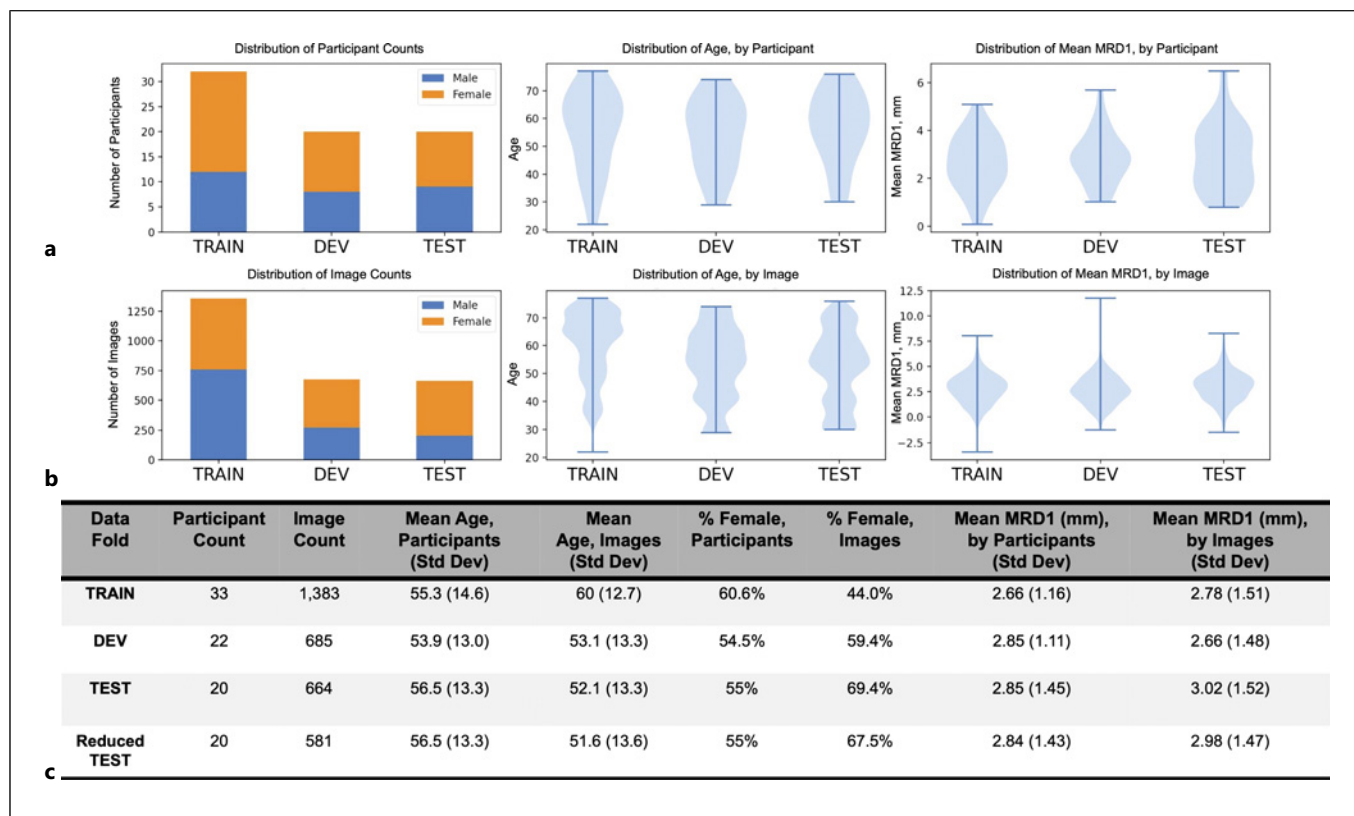 Distribution of Participant Counts
Number of Participants
30
25
20
15
10
5
0
Male
Female
TRAIN DEV TEST
Distribution of Age, by Participant
Age
70
60
50
40
30
20
TRAIN DEV TEST
Distribution of Mean MRD1, by Participant
Mean MRD1, mm
6
4
2
0
TRAIN DEV TEST
a
Distribution of Image Counts
Number of Images
1250
1000
750
500
250
0
Male
Female
TRAIN DEV TEST
Distribution of Age, by Image
Age
70
60
50
40
30
20
TRAIN DEV TEST
Distribution of Mean MRD1, by Image
Mean MRD1, mm
12.5
10.0
7.5
5.0
2.5
0.0
−2.5
TRAIN DEV TEST
b
Data Participant Image Mean Age, Mean % Female, % Female, Mean MRD1 (mm), Mean MRD1 (mm),
Fold Count Count Participants Age, Images Participants Images by Participants by Images
(Std Dev) (Std Dev) (Std Dev) (Std Dev)
TRAIN 33 1,383 55.3 (14.6) 60 (12.7) 60.6% 44.0% 2.66 (1.16) 2.78 (1.51)
DEV 22 685 53.9 (13.0) 53.1 (13.3) 54.5% 59.4% 2.85 (1.11) 2.66 (1.48)
TEST 20 664 56.5 (13.3) 52.1 (13.3) 55% 69.4% 2.85 (1.45) 3.02 (1.52)
Reduced 20 581 56.5 (13.3) 51.6 (13.6) 55% 67.5% 2.84 (1.43) 2.98 (1.47)
TEST
c